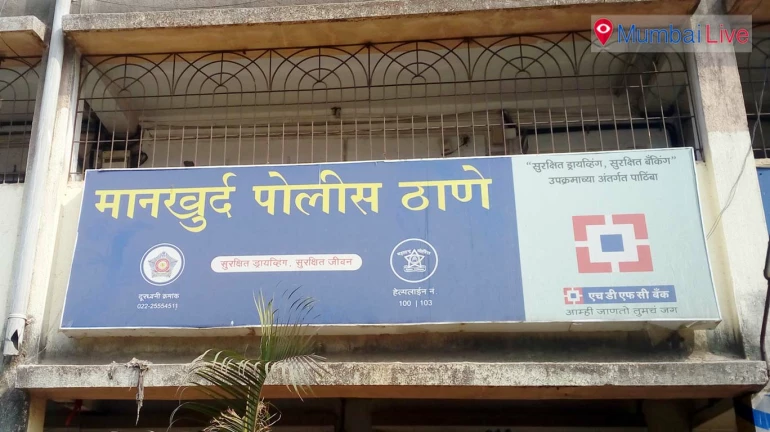 Mumbai Live
मानखुर्द पोलीस ठाणे
सुरक्षित ड्रायव्हिंग, सुरक्षित जीवन
दूरध्वनी क्रमांक
022-25554511
हेल्पलाईन नं
100 | 103
“सुरक्षित ड्रायव्हिंग, सुरक्षित बँकिंग”
उपक्रमाच्या अंतर्गत पाठिंबा
एच डी एफ सी बँक
आम्ही जाणतो तुमचं जग